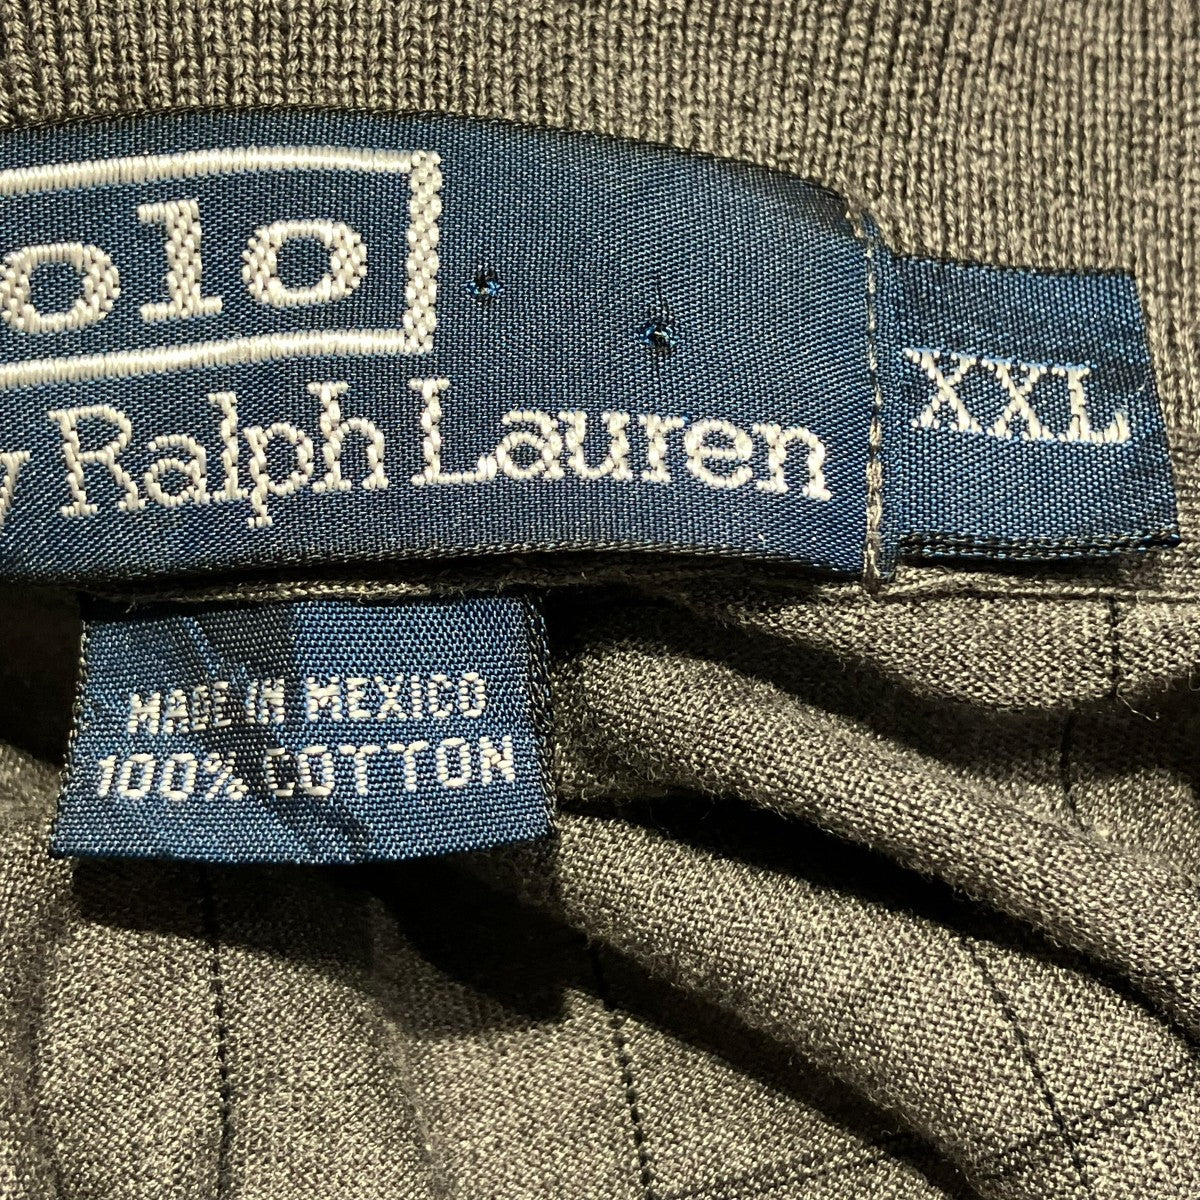 olo
y Ralph Lauren
XXL
MADE IN MEXICO
100% COTTON